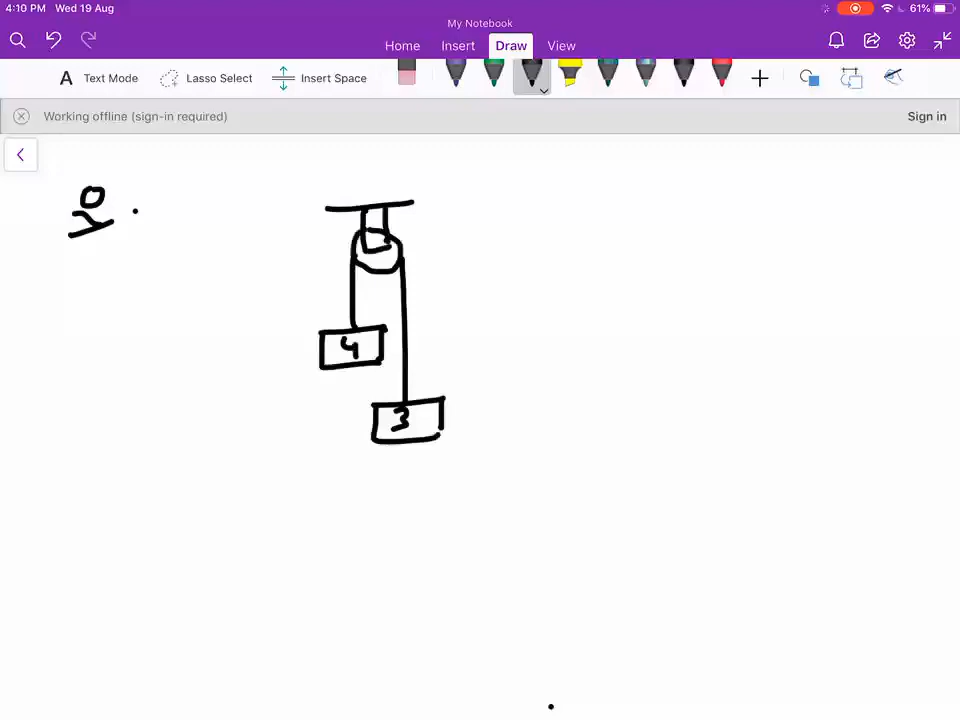 4:10 PM Wed 19 Aug
61%
My Notebook
Home Insert Draw View
A Text Mode Lasso Select Insert Space
Working offline (sign-in required) Sign in
4
3